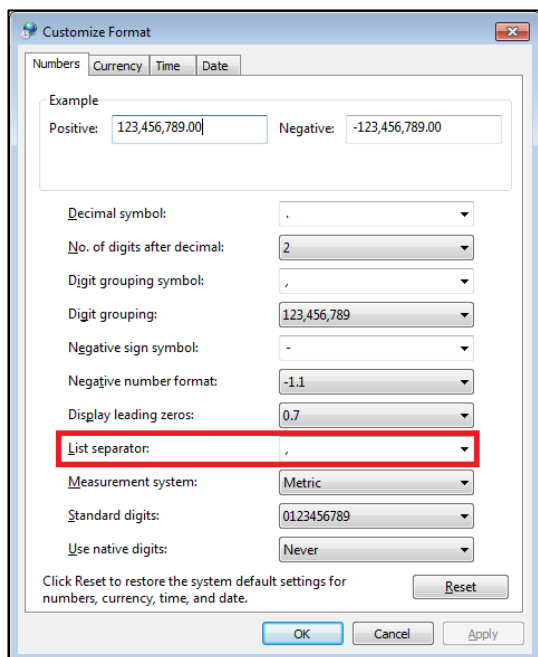 Customize Format
Numbers Currency Time Date
Example
Positive: 123,456,789.00 Negative: -123,456,789.00
Decimal symbol: .
No. of digits after decimal: 2
Digit grouping symbol: ,
Digit grouping: 123,456,789
Negative sign symbol: -
Negative number format: -1.1
Display leading zeros: 0.7
List separator: ,
Measurement system: Metric
Standard digits: 0123456789
Use native digits: Never
Click Reset to restore the system default settings for
numbers, currency, time, and date.
Reset
OK Cancel Apply